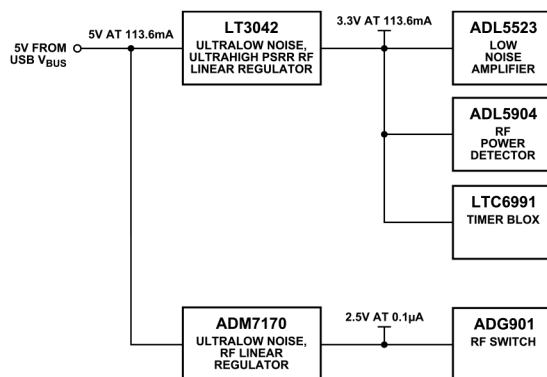 5V FROM
USB VBUS
5V AT 113.6mA
LT3042
ULTRALOW NOISE,
ULTRAHIGH PSRR RF
LINEAR REGULATOR
3.3V AT 113.6mA
ADL5523
LOW
NOISE
AMPLIFIER
ADL5904
RF
POWER
DETECTOR
LTC6991
TIMER BLOX
ADM7170
ULTRALOW NOISE,
RF LINEAR
REGULATOR
2.5V AT 0.1µA
ADG901
RF SWITCH